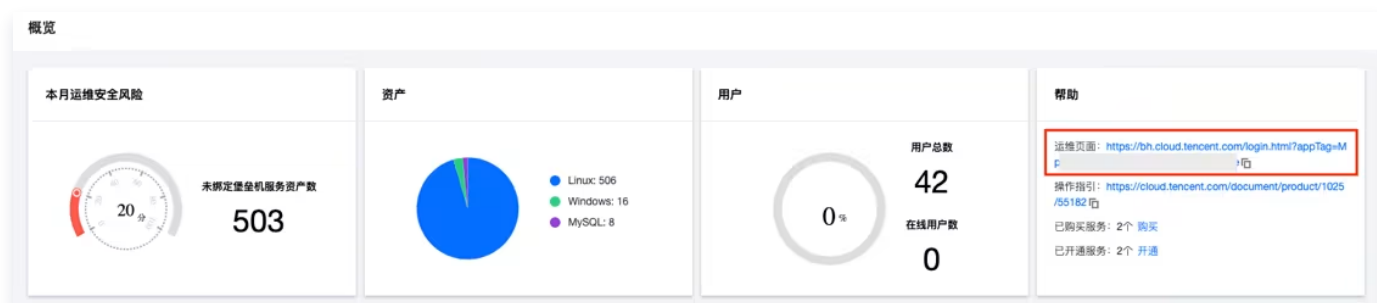 概览
本月运维安全风险
20 分
未绑定堡垒机服务资产数
503
资产
Linux: 506
Windows: 16
MySQL: 8
用户
0 %
用户总数
42
在线用户数
0
帮助
运维页面：https://bh.cloud.tencent.com/login.html?appTag=M
p
操作指引：https://cloud.tencent.com/document/product/1025
/55182
已购买服务：2个 购买
已开通服务：2个 开通